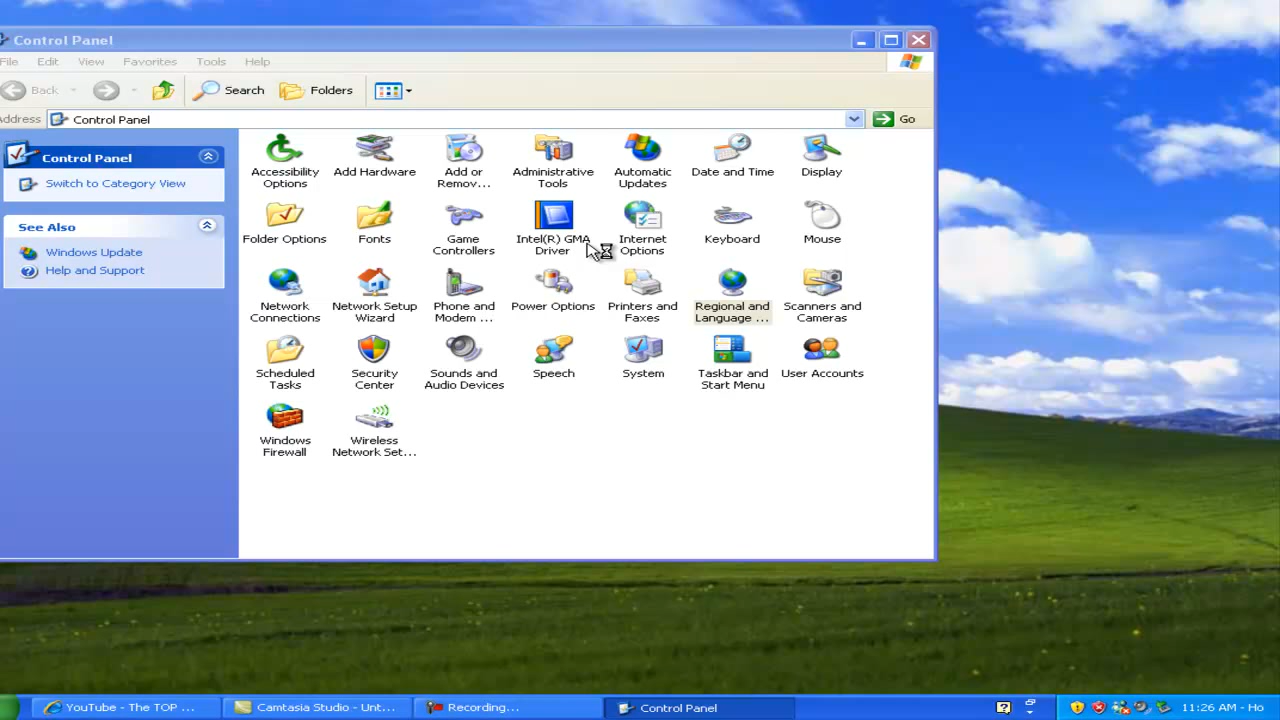 Control Panel
File Edit View Favorites Tools Help
Back Search Folders
Address Control Panel Go
Control Panel
Switch to Category View
See Also
Windows Update
Help and Support
Accessibility
Options
Add Hardware
Add or
Remov...
Administrative
Tools
Automatic
Updates
Date and Time
Display
Folder Options
Fonts
Game
Controllers
Intel(R) GMA
Driver
Internet
Options
Keyboard
Mouse
Network
Connections
Network Setup
Wizard
Phone and
Modem ...
Power Options
Printers and
Faxes
Regional and
Language ...
Scanners and
Cameras
Scheduled
Tasks
Security
Center
Sounds and
Audio Devices
Speech
System
Taskbar and
Start Menu
User Accounts
Windows
Firewall
Wireless
Network Set...
YouTube - The TOP ... Camtasia Studio - Unt... Recording... Control Panel 11:26 AM - Ho